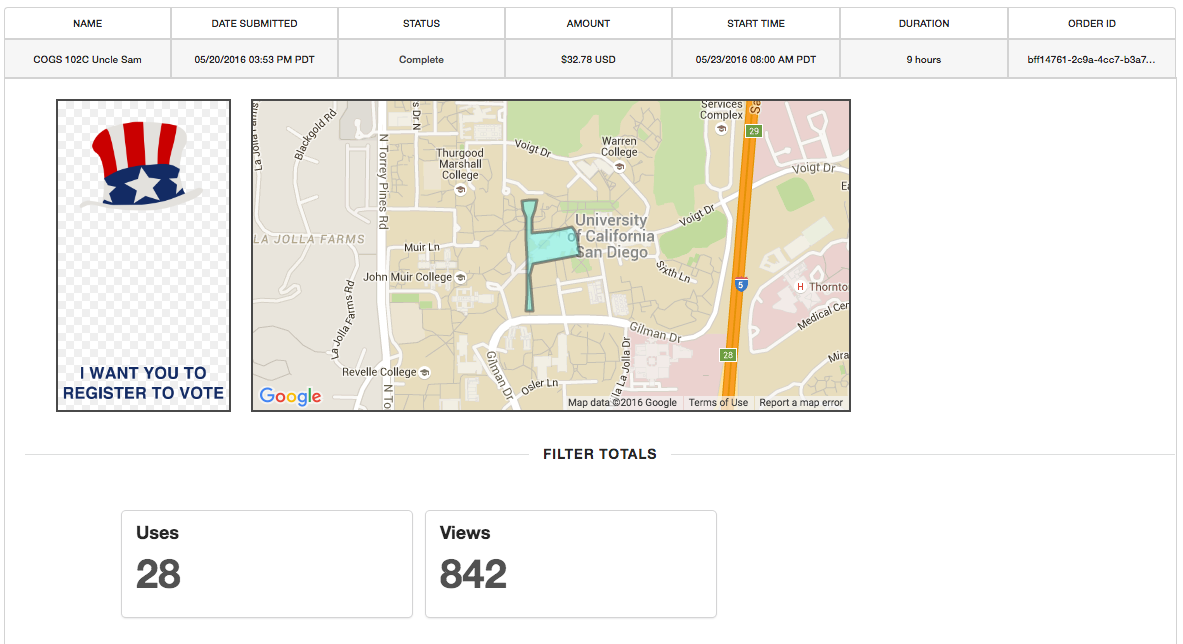 NAME DATE SUBMITTED STATUS AMOUNT START TIME DURATION ORDER ID
COGS 102C Uncle Sam 05/20/2016 03:53 PM PDT Complete $32.78 USD 05/23/2016 08:00 AM PDT 9 hours bff14761-2c9a-4cc7-b3a7...
I WANT YOU TO
REGISTER TO VOTE
Blackgold Rd
N Torrey Pines Rd
s Dr N
Thurgood
Marshall
College
Voigt Dr
Warren
College
Services
Complex
29
Voigt Dr
Voigt Dr
LA JOLLA FARMS
University
of California
San Diego
Muir Ln
John Muir College
Sixth Ln
5
H Thornto
Medical Cen
La Jolla Farms Rd
Gilman Dr
28
Mira
Revelle College
Gilman Dr
Osler Ln
la La Jolla Dr
N To
Google
Map data ©2016 Google Terms of Use Report a map error
FILTER TOTALS
Uses
28
Views
842